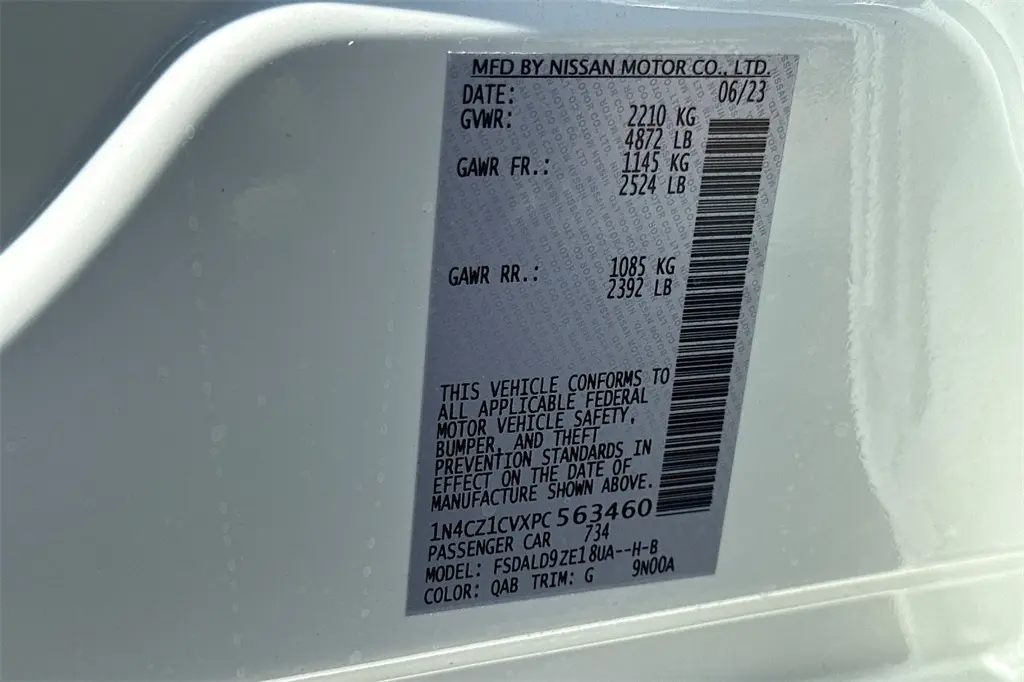 MFD BY NISSAN MOTOR CO., LTD.
DATE: 06/23
GVWR: 2210 KG
4872 LB
GAWR FR.: 1145 KG
2524 LB
GAWR RR.: 1085 KG
2392 LB
THIS VEHICLE CONFORMS TO
ALL APPLICABLE FEDERAL
MOTOR VEHICLE SAFETY,
BUMPER, AND THEFT
PREVENTION STANDARDS IN
EFFECT ON THE DATE OF
MANUFACTURE SHOWN ABOVE.
1N4CZ1CVXPC563460
PASSENGER CAR 734
MODEL: FSDALD9ZE18UA--H-B
COLOR: QAB TRIM: G 9N00A